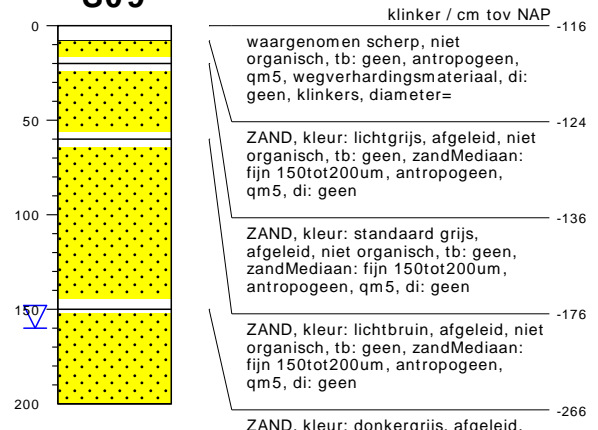 klinker / cm tov NAP
0
-116
waargenomen scherp, niet
organisch, tb: geen, antropogeen,
qm5, wegverhardingsmateriaal, di:
geen, klinkers, diameter=
50
-124
ZAND, kleur: lichtgrijs, afgeleid, niet
organisch, tb: geen, zandMediaan:
fijn 150tot200um, antropogeen,
qm5, di: geen
100
-136
ZAND, kleur: standaard grijs,
afgeleid, niet organisch, tb: geen,
zandMediaan: fijn 150tot200um,
antropogeen, qm5, di: geen
150
-176
ZAND, kleur: lichtbruin, afgeleid, niet
organisch, tb: geen, zandMediaan:
fijn 150tot200um, antropogeen,
qm5, di: geen
200
-266
ZAND, kleur: donkergrijs, afgeleid,